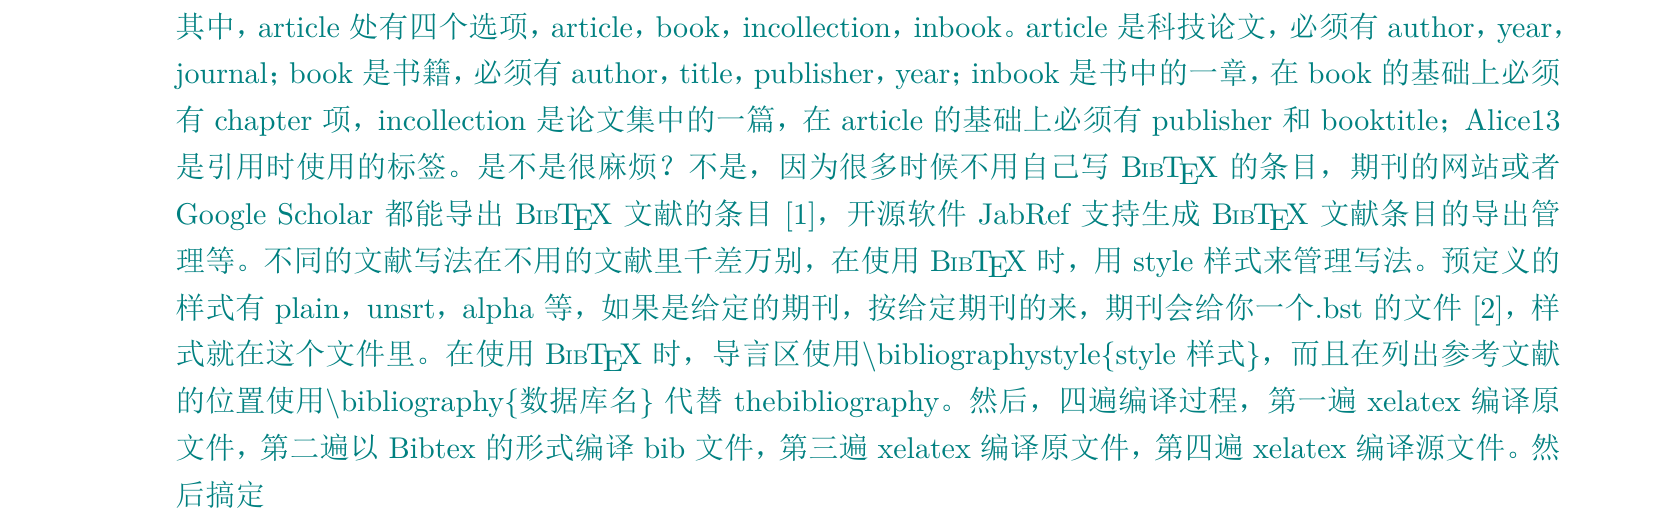 其中，article 处有四个选项，article，book，incollection，inbook。article 是科技论文，必须有 author，year，
journal；book 是书籍，必须有 author，title，publisher，year；inbook 是书中的一章，在 book 的基础上必须
有 chapter 项，incollection 是论文集中的一篇，在 article 的基础上必须有 publisher 和 booktitle；Alice13
是引用时使用的标签。是不是很麻烦？不是，因为很多时候不用自己写 BIBTEX 的条目，期刊的网站或者
Google Scholar 都能导出 BIBTEX 文献的条目 [1]，开源软件 JabRef 支持生成 BIBTEX 文献条目的导出管
理等。不同的文献写法在不用的文献里千差万别，在使用 BIBTEX 时，用 style 样式来管理写法。预定义的
样式有 plain，unsrt，alpha 等，如果是给定的期刊，按给定期刊的来，期刊会给你一个.bst 的文件 [2]，样
式就在这个文件里。在使用 BIBTEX 时，导言区使用\bibliographystyle{style 样式}，而且在列出参考文献
的位置使用\bibliography{数据库名} 代替 thebibliography。然后，四遍编译过程，第一遍 xelatex 编译原
文件，第二遍以 Bibtex 的形式编译 bib 文件，第三遍 xelatex 编译原文件，第四遍 xelatex 编译源文件。然
后搞定